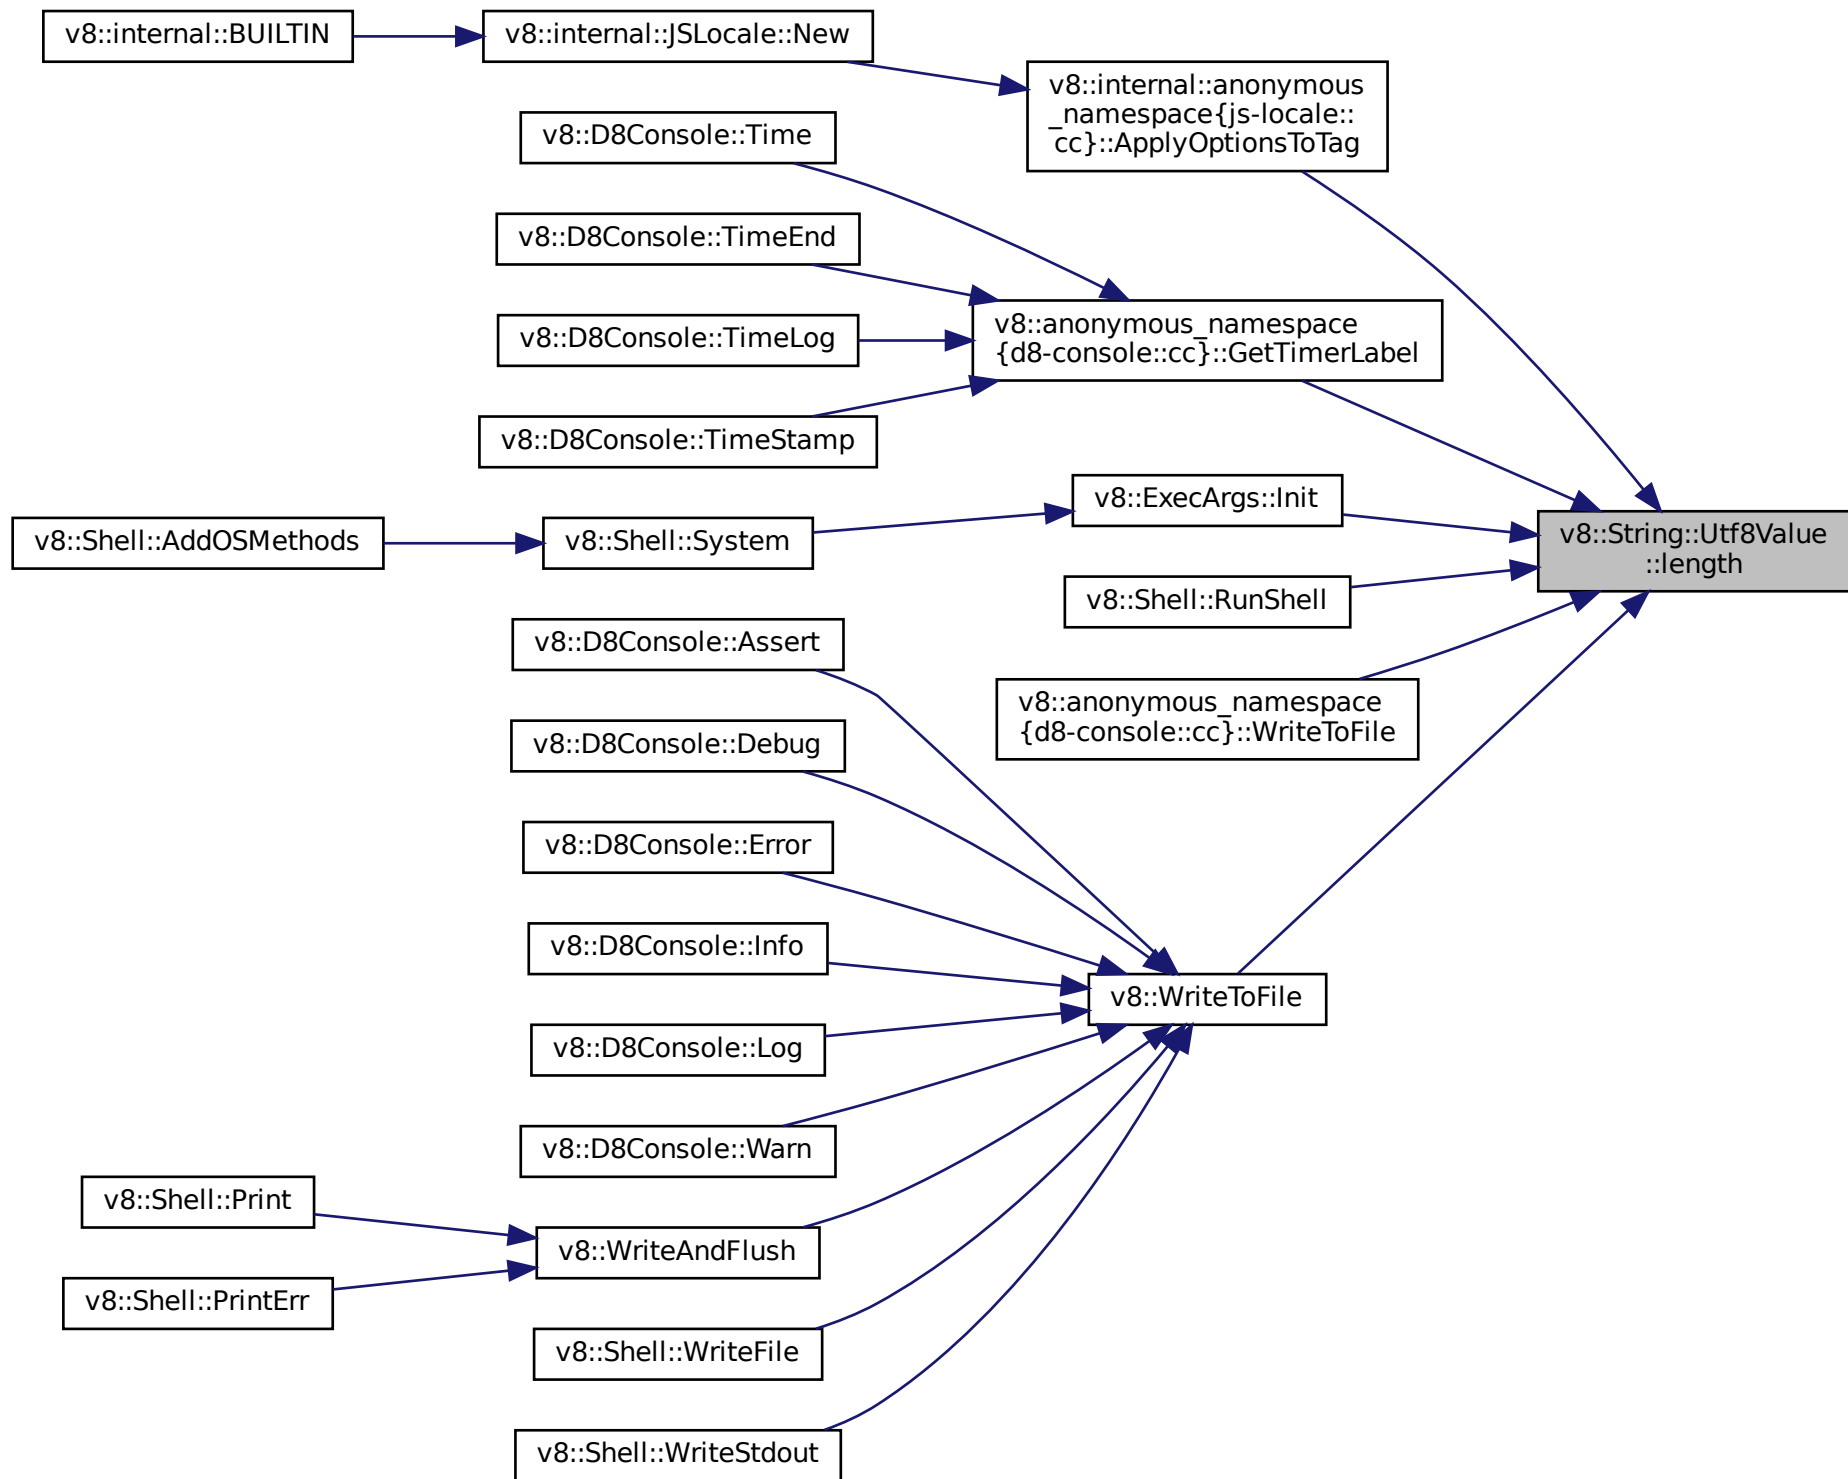 v8::internal::BUILTIN
v8::internal::JSLocale::New
v8::internal::anonymous
_namespace{js-locale::
cc}::ApplyOptionsToTag
v8::D8Console::Time
v8::D8Console::TimeEnd
v8::D8Console::TimeLog
v8::D8Console::TimeStamp
v8::anonymous_namespace
{d8-console::cc}::GetTimerLabel
v8::Shell::AddOSMethods
v8::Shell::System
v8::ExecArgs::Init
v8::String::Utf8Value
::length
v8::Shell::RunShell
v8::anonymous_namespace
{d8-console::cc}::WriteToFile
v8::D8Console::Assert
v8::D8Console::Debug
v8::D8Console::Error
v8::D8Console::Info
v8::D8Console::Log
v8::D8Console::Warn
v8::WriteToFile
v8::Shell::Print
v8::Shell::PrintErr
v8::WriteAndFlush
v8::Shell::WriteFile
v8::Shell::WriteStdout